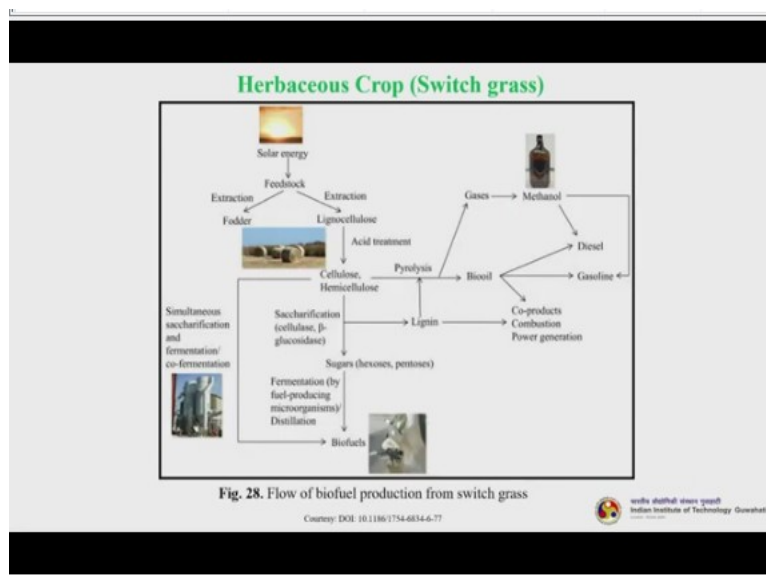 Herbaceous Crop (Switch grass)
Solar energy
Feedstock
Extraction
Extraction
Fodder
Lignocellulose
Acid treatment
Cellulose,
Hemicellulose
Pyrolysis
Biooil
Gases
Methanol
Diesel
Gasoline
Co-products
Combustion
Power generation
Lignin
Saccharification
(cellulase, β-
glucosidase)
Sugars (hexoses, pentoses)
Fermentation (by
fuel-producing
microorganisms)/
Distillation
Biofuels
Simultaneous
saccharification
and
fermentation/
co-fermentation
Fig. 28. Flow of biofuel production from switch grass
Courtesy: DOI: 10.1186/1754-6834-6-77
भारतीय प्रौद्योगिकी संस्थान गुवाहाटी
Indian Institute of Technology Guwahati